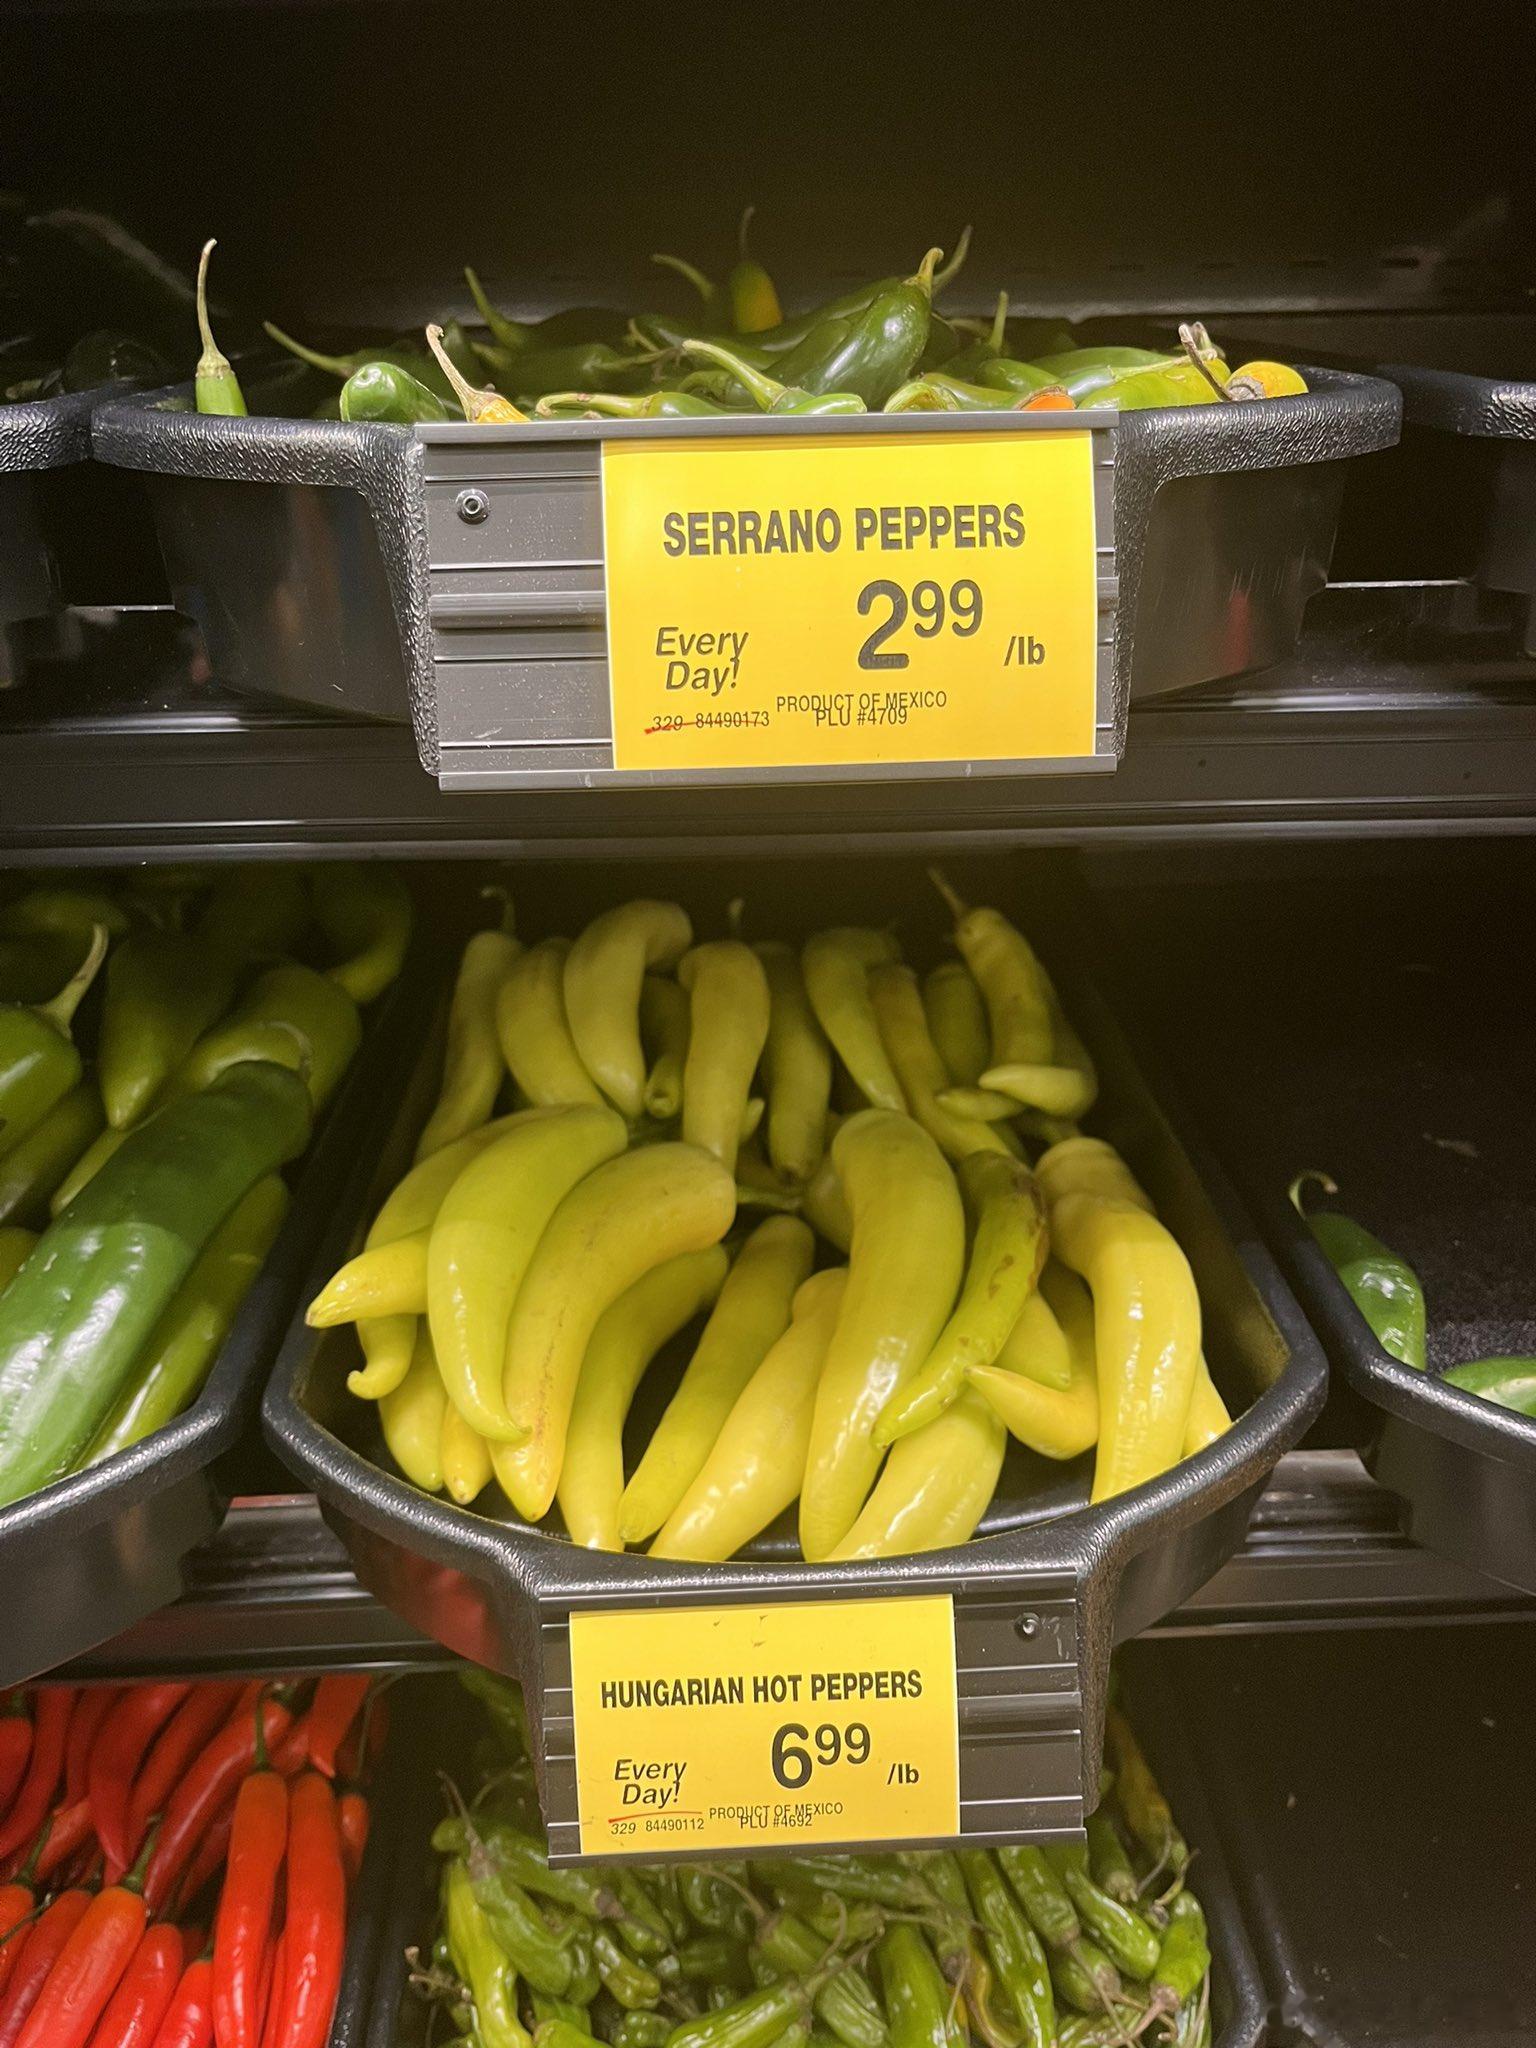 SERRANO PEPPERS
2.99
/lb
Every
Day!
PRODUCT OF MEXICO
329 84490173
PLU #4709
HUNGARIAN HOT PEPPERS
6.99
/lb
Every
Day!
PRODUCT OF MEXICO
329 84490112
PLU #4692